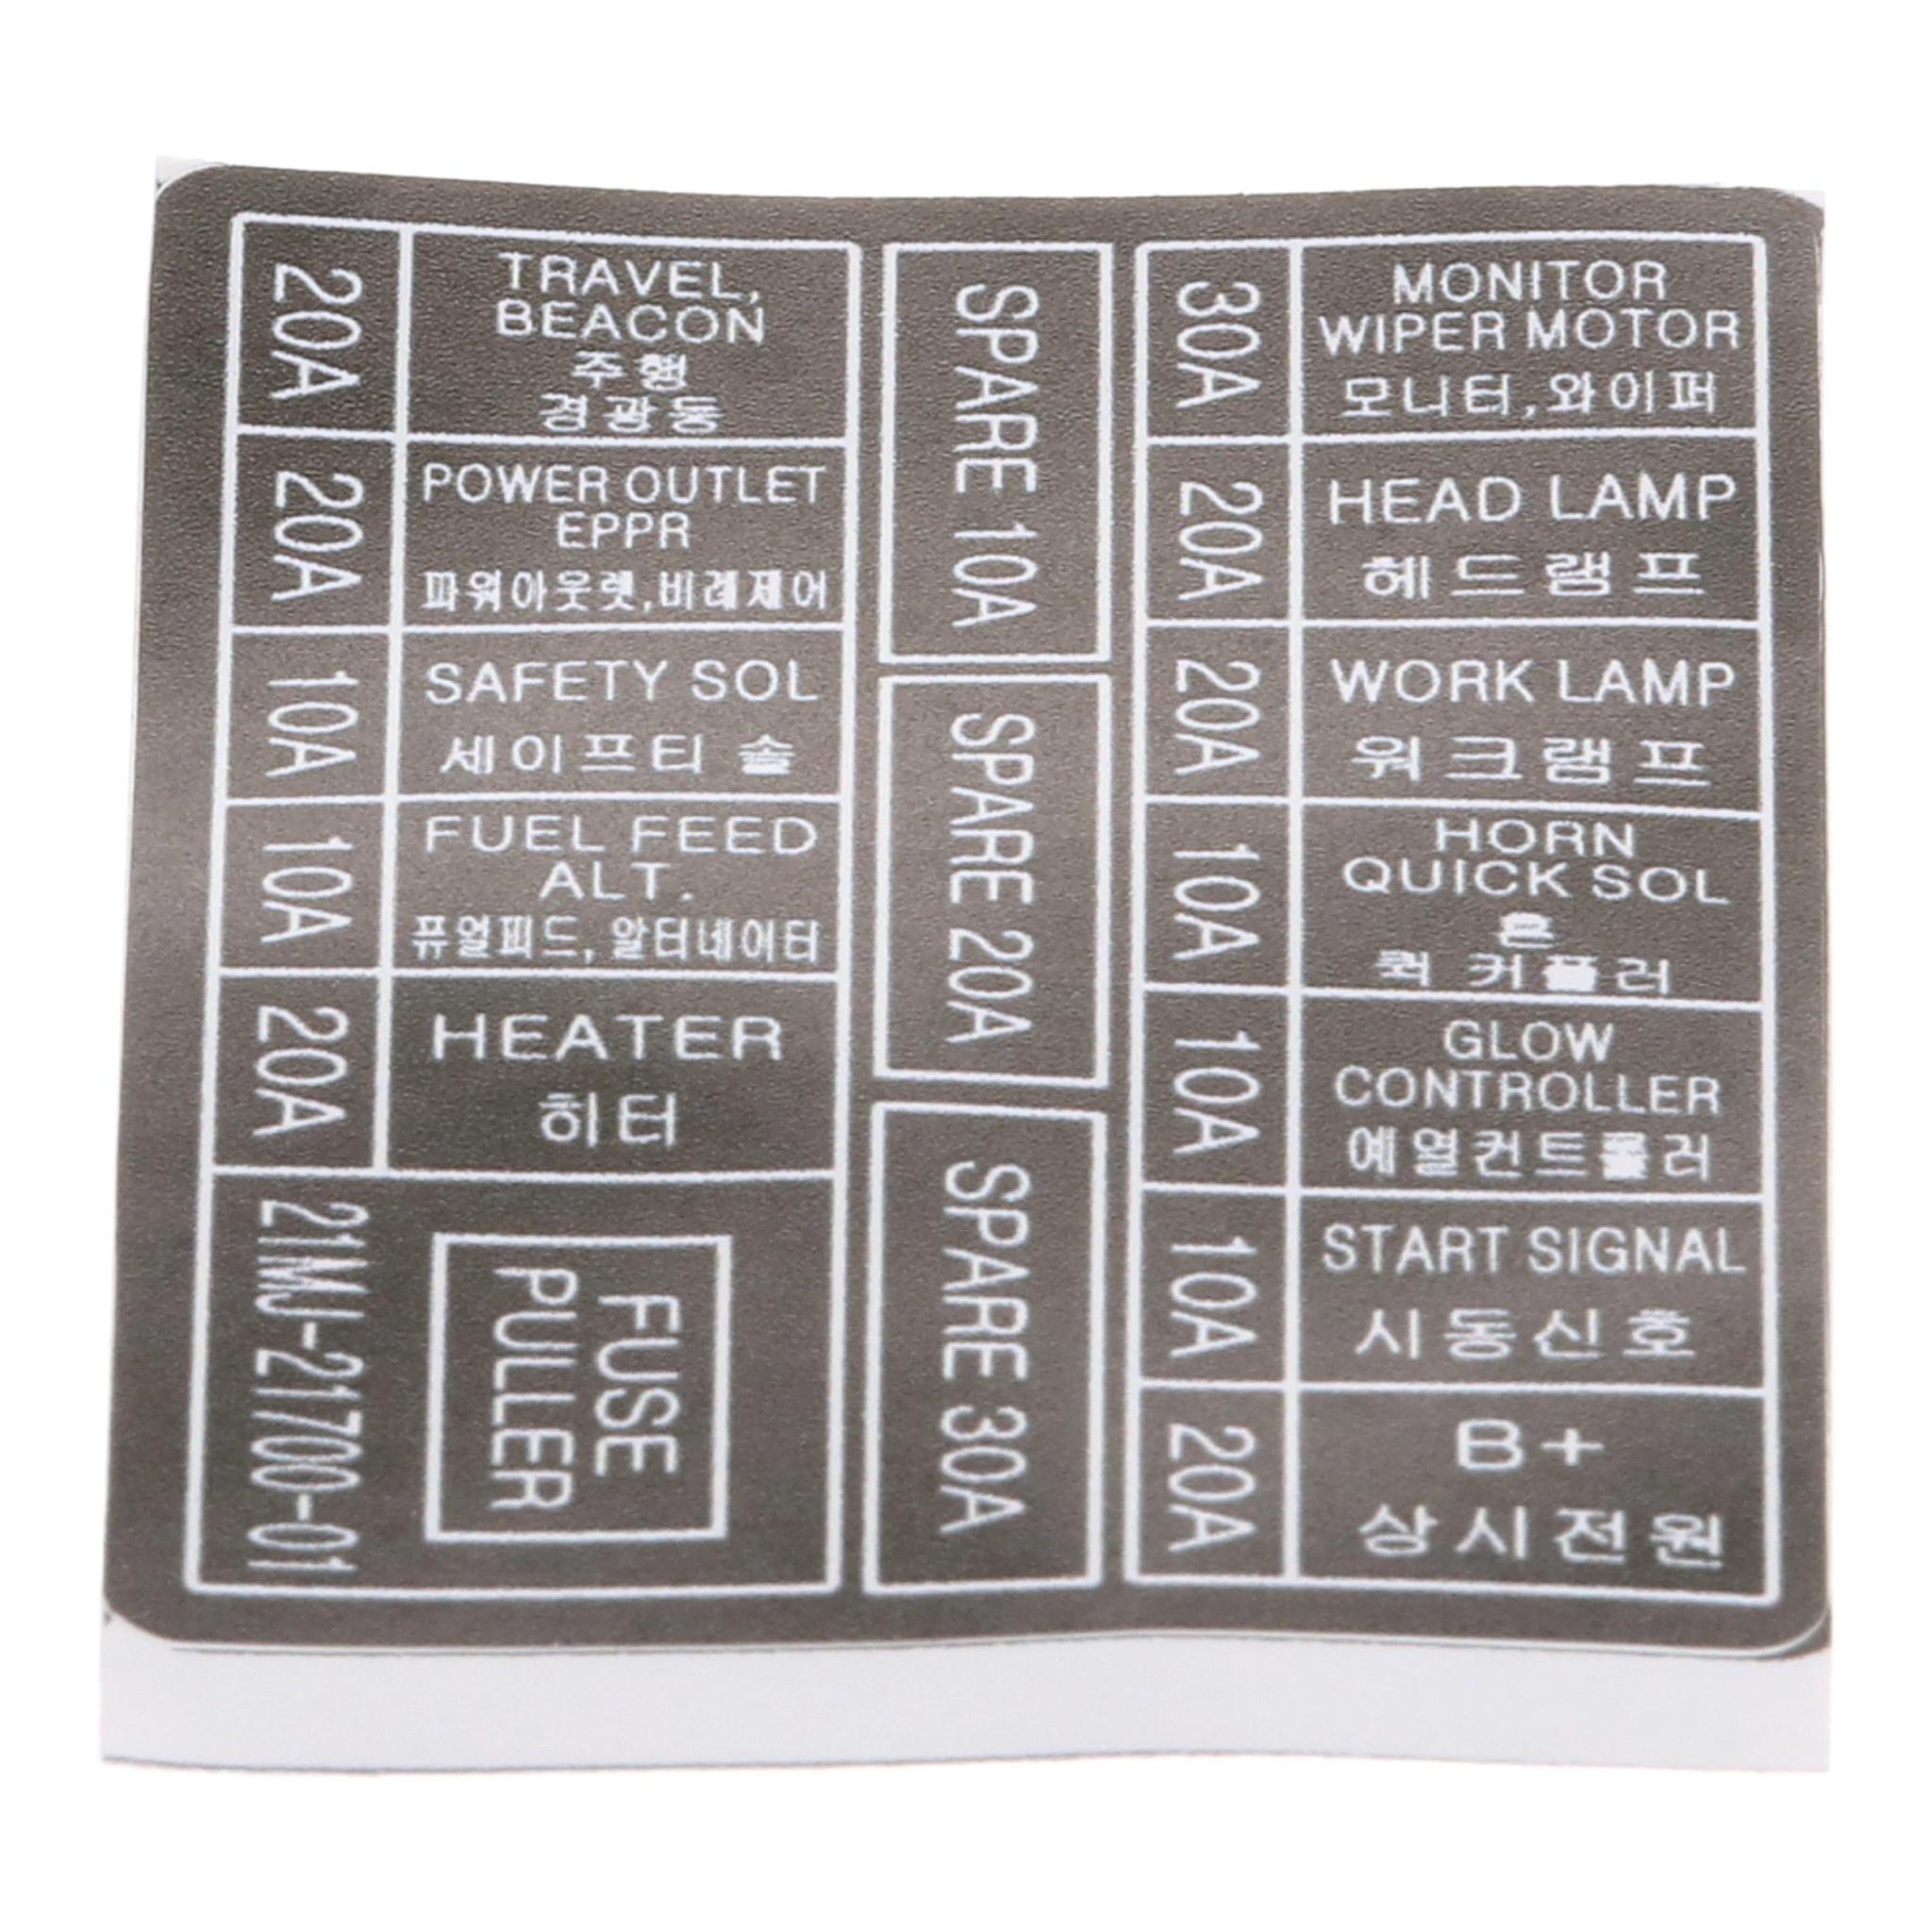 20A
TRAVEL,
BEACON
주행
경광등
20A
POWER OUTLET
EPPR
파워아웃렛,비례제어
10A
SAFETY SOL
세이프티 솔
10A
FUEL FEED
ALT.
퓨얼피드, 알터네이터
20A
HEATER
히터
21MJ-21700-01
FUSE
PULLER
SPARE 10A
SPARE 20A
SPARE 30A
30A
MONITOR
WIPER MOTOR
모니터,와이퍼
20A
HEAD LAMP
헤드램프
20A
WORK LAMP
워크램프
10A
HORN
QUICK SOL
혼
퀵 커플러
10A
GLOW
CONTROLLER
예열컨트롤러
10A
START SIGNAL
시동신호
20A
B+
상시전원